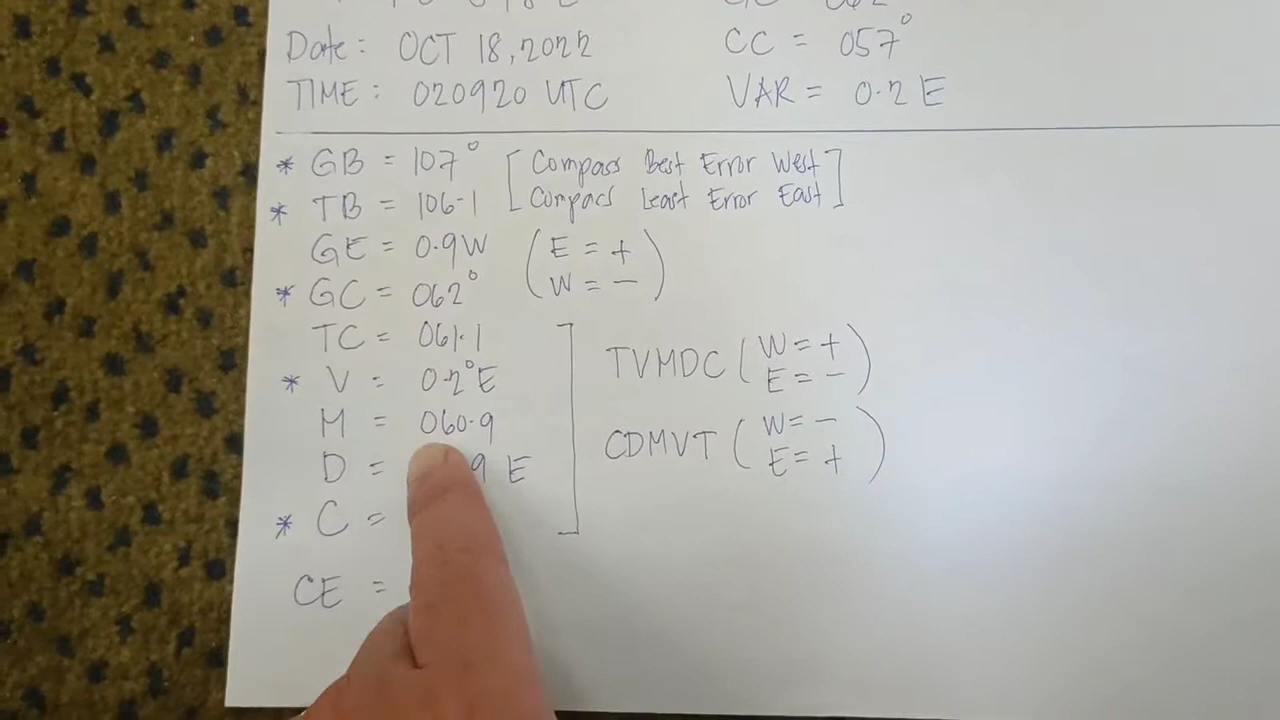 Date: OCT 18, 2022 CC = 057°
TIME: 020920 UTC VAR = 0.2 E
* GB = 107° [Compass Best Error West]
* TB = 106.1 [Compass Least Error East]
GE = 0.9W (E = +
W = -)
* GC = 062°
TC = 061.1
* V = 0.2°E
M = 060.9
D = 9 E
* C =
CE =
TVMDC (W = +
E = -)
CDMVT (W = -
E = +)